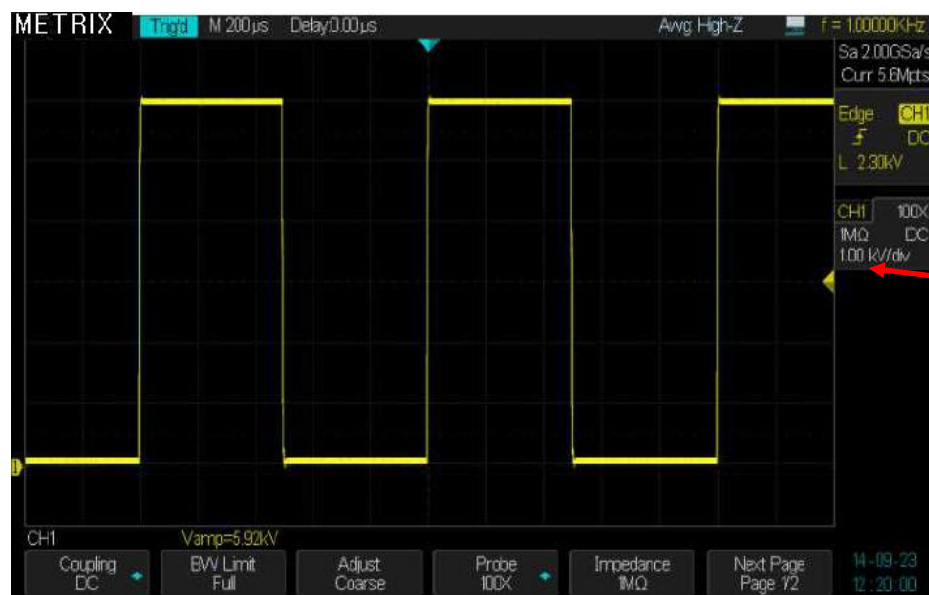 METRIX Trig'd M 200µs Delay:0.00µs Awg: High-Z f = 1.00000KHz
Sa 2.00GSa/s
Curr 5.6Mpts
Edge CH1
DC
L 2.30kV
CH1 100X
1MΩ DC
1.00 kV/div
1
CH1 Vamp=5.92kV
Coupling BW Limit Adjust Probe Impedance Next Page
DC Full Coarse 100X 1MΩ Page 1/2
14-09-23
12:20:00